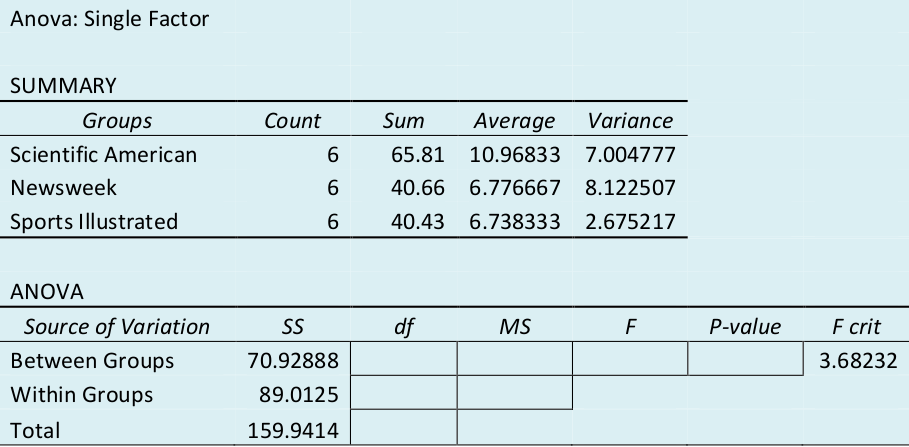 Anova: Single Factor
SUMMARY
Groups Count Sum Average Variance
Scientific American 6 65.81 10.96833 7.004777
Newsweek 6 40.66 6.776667 8.122507
Sports Illustrated 6 40.43 6.738333 2.675217
ANOVA
Source of Variation SS df MS F P-value F crit
Between Groups 70.92888 3.68232
Within Groups 89.0125
Total 159.9414